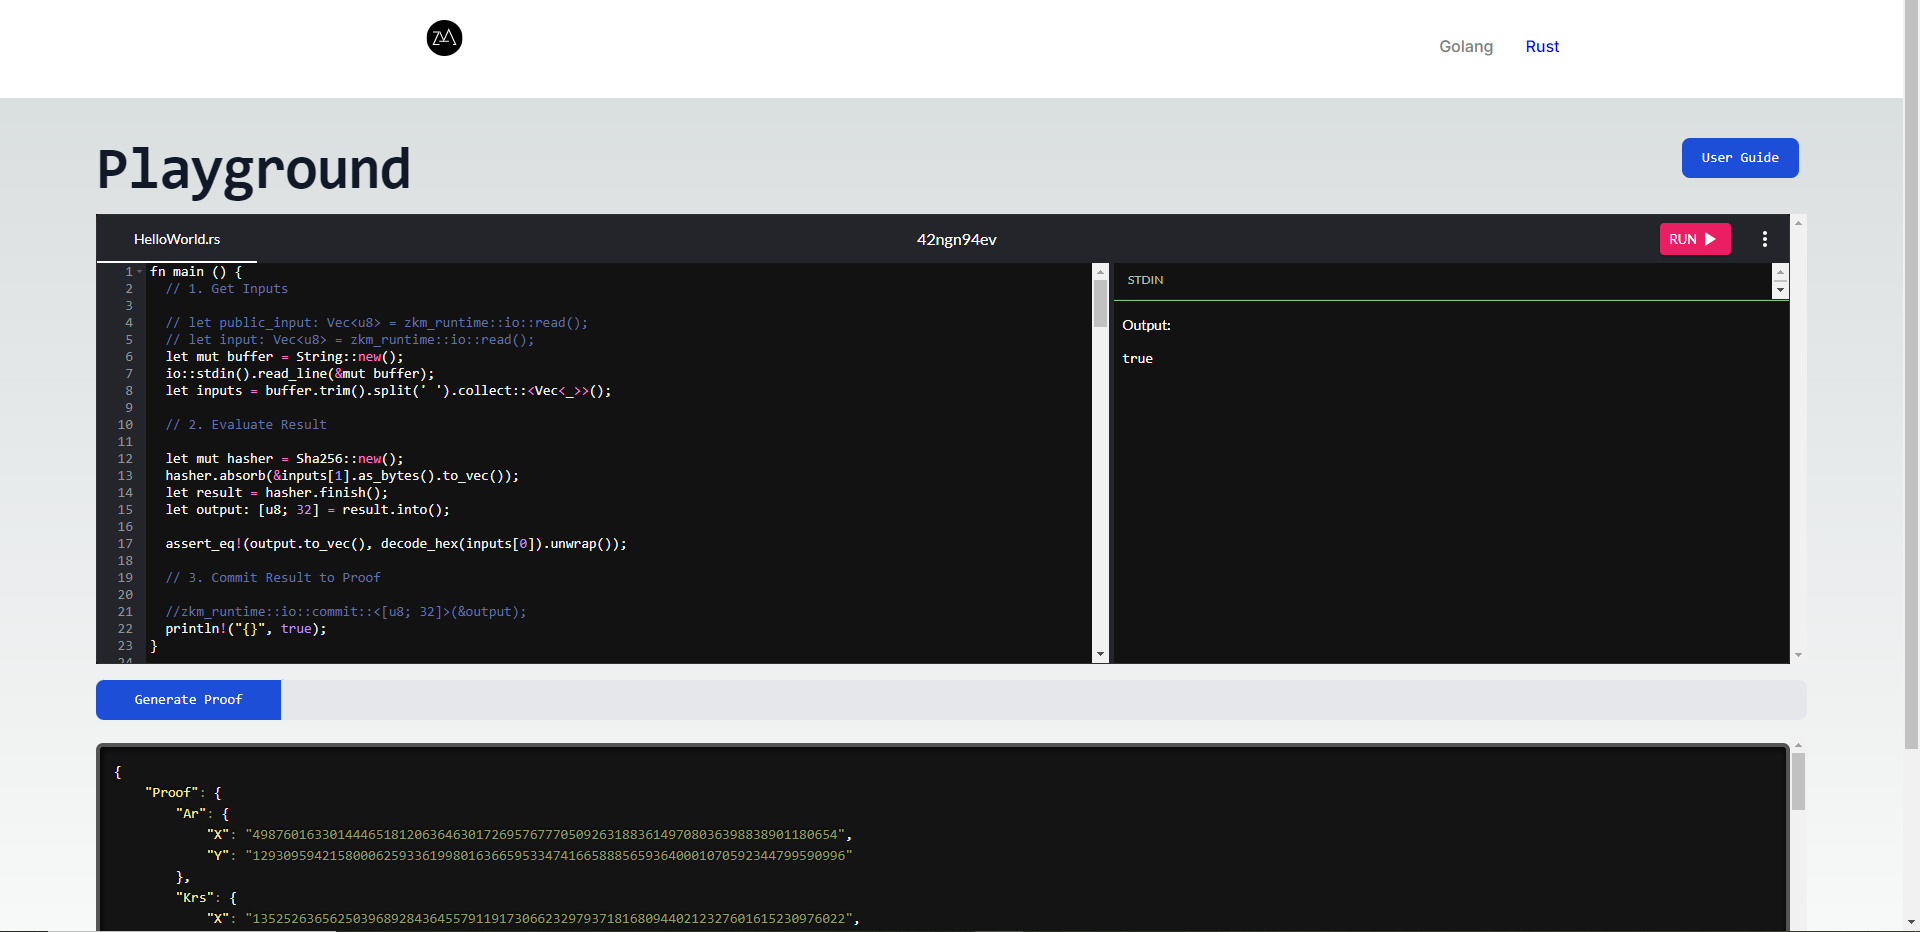 ZKM
Golang Rust
Playground
User Guide
HelloWorld.rs
42ngn94ev
RUN
1 fn main () {
2 // 1. Get Inputs
3
4 // let public_input: Vec<u8> = zkm_runtime::io::read();
5 // let input: Vec<u8> = zkm_runtime::io::read();
6 let mut buffer = String::new();
7 io::stdin().read_line(&mut buffer);
8 let inputs = buffer.trim().split(' ').collect::<Vec<_>>();
9
10 // 2. Evaluate Result
11
12 let mut hasher = Sha256::new();
13 hasher.absorb(&inputs[1].as_bytes().to_vec());
14 let result = hasher.finish();
15 let output: [u8; 32] = result.into();
16
17 assert_eq!(output.to_vec(), decode_hex(inputs[0]).unwrap());
18
19 // 3. Commit Result to Proof
20
21 //zkm_runtime::io::commit::<[u8; 32]>(&output);
22 println!("{}", true);
23 }
24
STDIN
Output:
true
Generate Proof
{
"Proof": {
"Ar": {
"X": "4987601633014446518120636463017269576777050926318836149708036398838901180654",
"Y": "1293095942158000625933619980163665953347416658885659364000107059234479959099​6"
},
"Krs": {
"X": "13525263656250396892843645579119173066232979371816809440212327601615230976022",